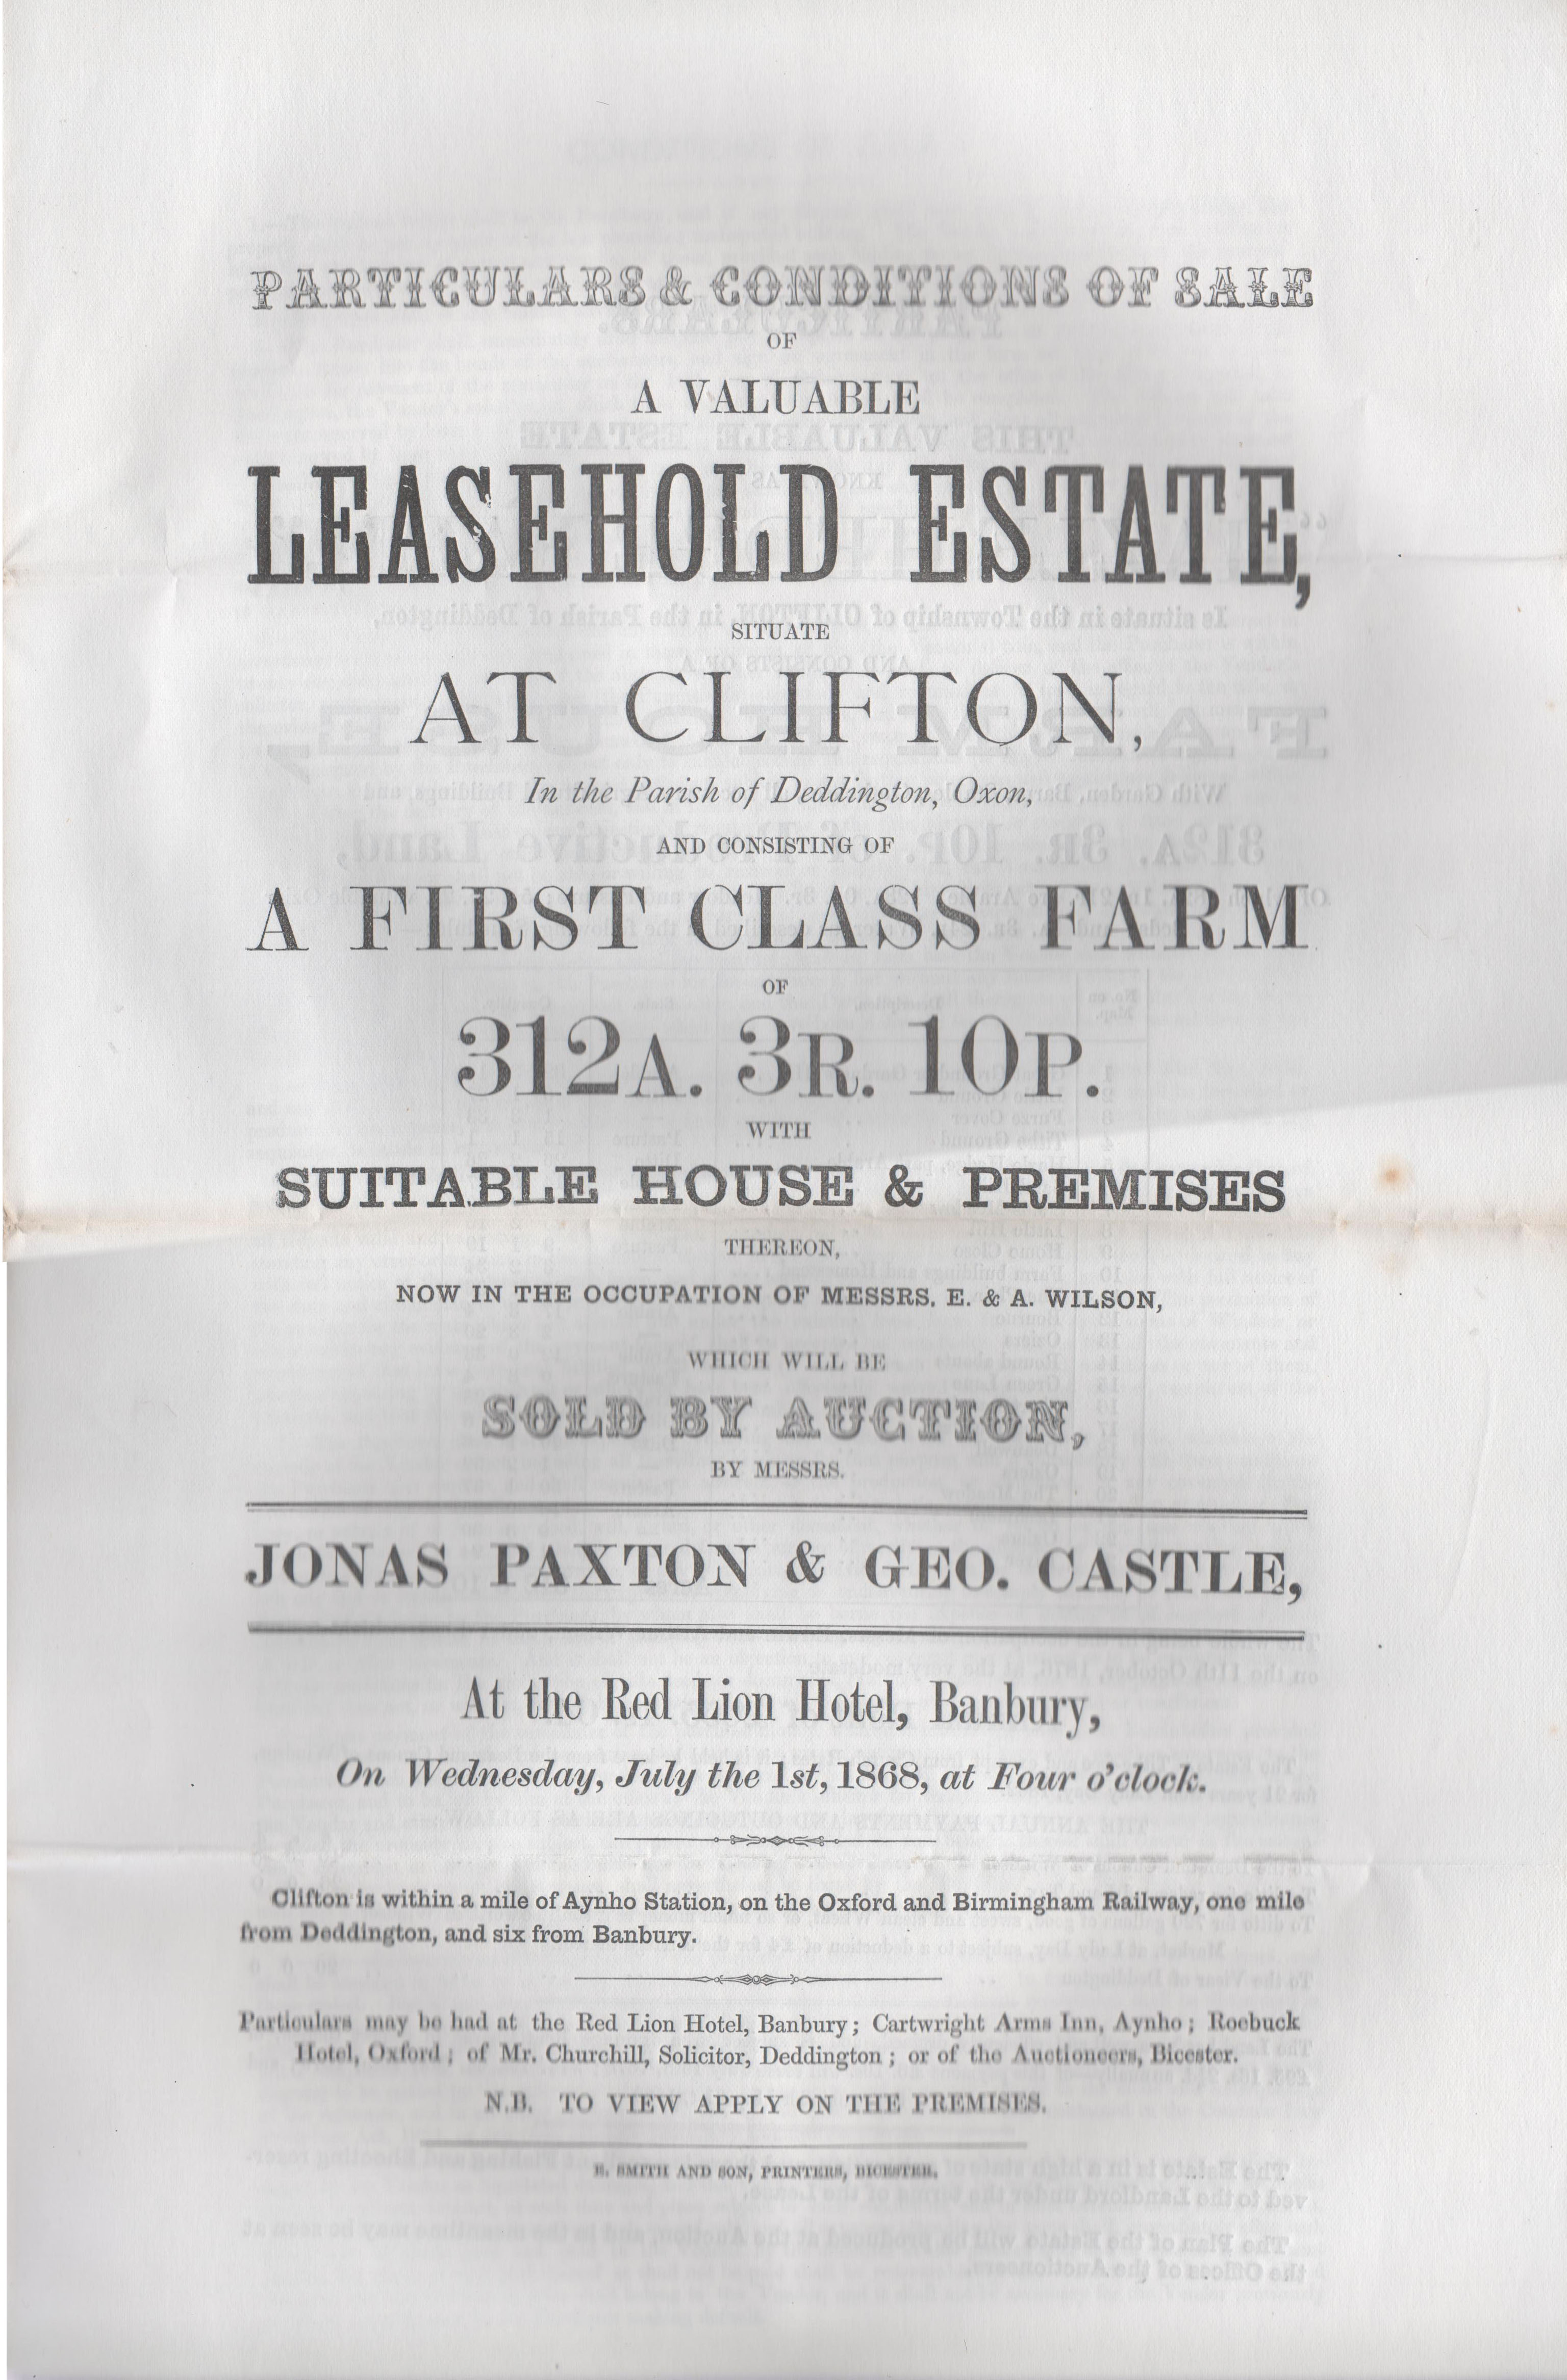 PARTICULARS & CONDITIONS OF SALE
OF
A VALUABLE
LEASEHOLD ESTATE,
SITUATE
AT CLIFTON,
In the Parish of Deddington, Oxon,
AND CONSISTING OF
A FIRST CLASS FARM
OF
312A. 3R. 10P.
WITH
SUITABLE HOUSE & PREMISES
THEREON,
NOW IN THE OCCUPATION OF MESSRS. E. & A. WILSON,
WHICH WILL BE
SOLD BY AUCTION,
BY MESSRS.
JONAS PAXTON & GEO. CASTLE,
At the Red Lion Hotel, Banbury,
On Wednesday, July the 1st, 1868, at Four o'clock.
Clifton is within a mile of Aynho Station, on the Oxford and Birmingham Railway, one mile
from Deddington, and six from Banbury.
Particulars may be had at the Red Lion Hotel, Banbury; Cartwright Arms Inn, Aynho; Roebuck
Hotel, Oxford; of Mr. Churchill, Solicitor, Deddington; or of the Auctioneers, Bicester.
N.B. TO VIEW APPLY ON THE PREMISES.
SMITH AND SON, PRINTERS, BICESTER.